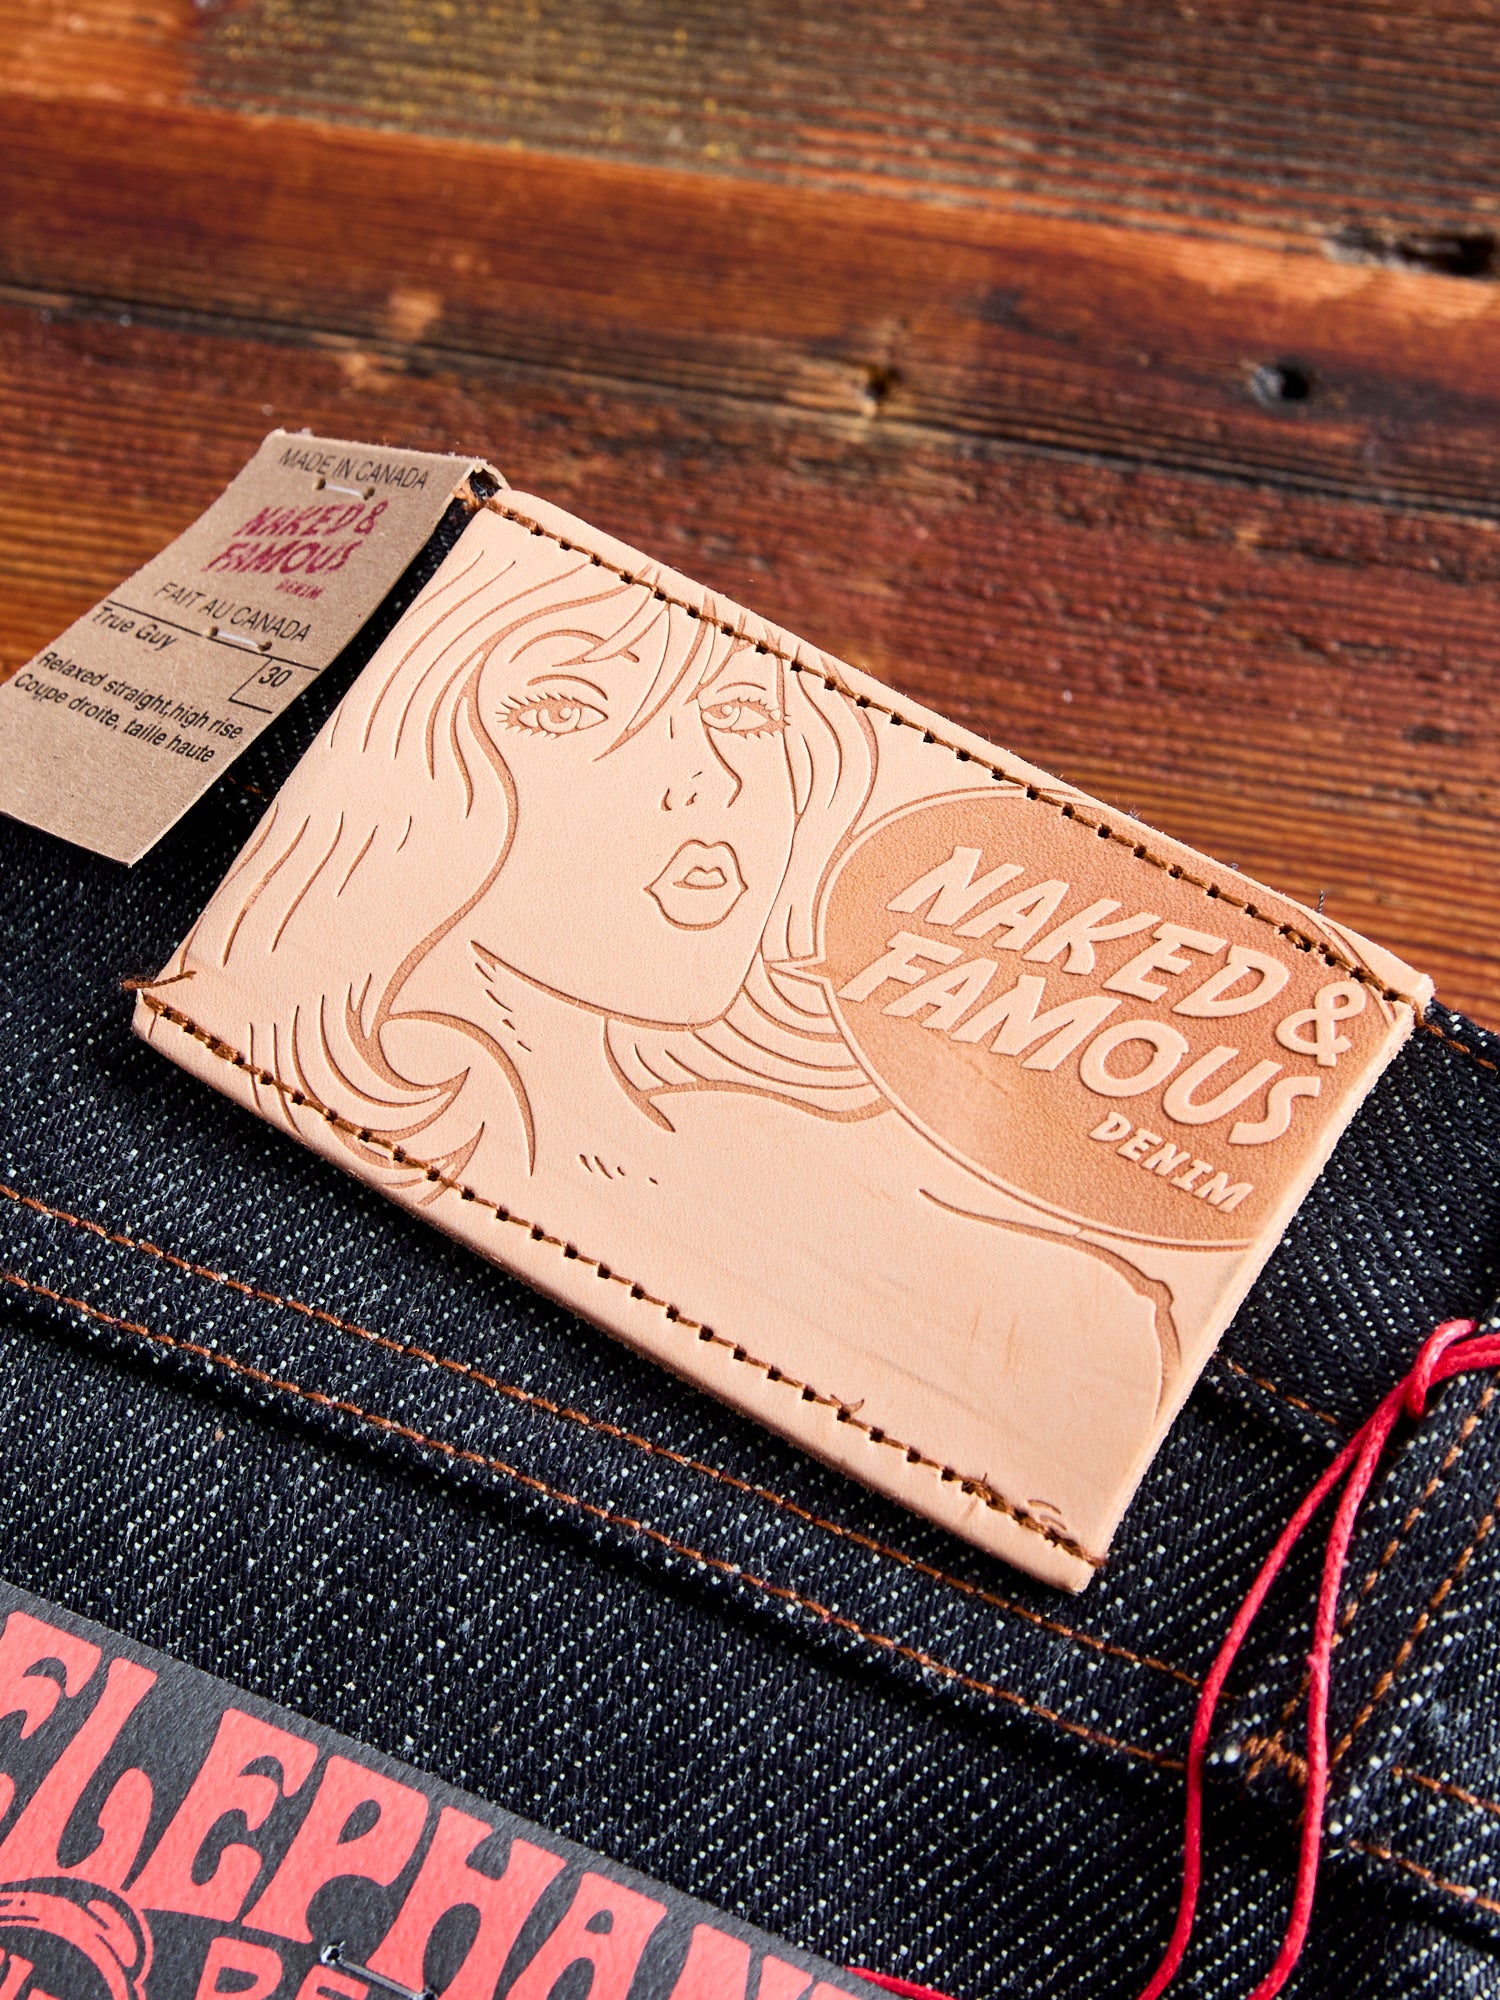 MADE IN CANADA
NAKED &
FAMOUS
DENIM
FAIT AU CANADA
True Guy
30
Relaxed straight,high rise
Coupe droite, taille haute
NAKED &
FAMOUS
DENIM
ELEPHAN